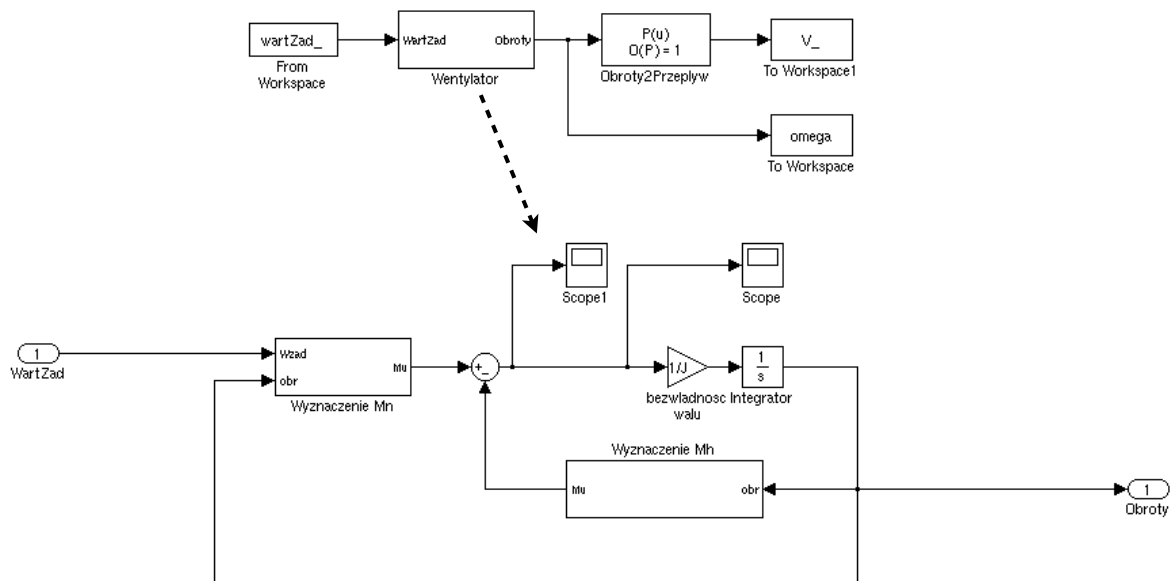 wartZad_
From
Workspace
WartZad
Obroty
Wentylator
P(u)
O(P) = 1
Obroty2Przeplyw
V_
To Workspace1
omega
To Workspace
Scope1
Scope
1
WartZad
Wzad
obr
Mu
Wyznaczenie Mn
+
_
1/J
bezwladnosc
walu
1
s
Integrator
Wyznaczenie Mh
Mu
obr
1
Obroty